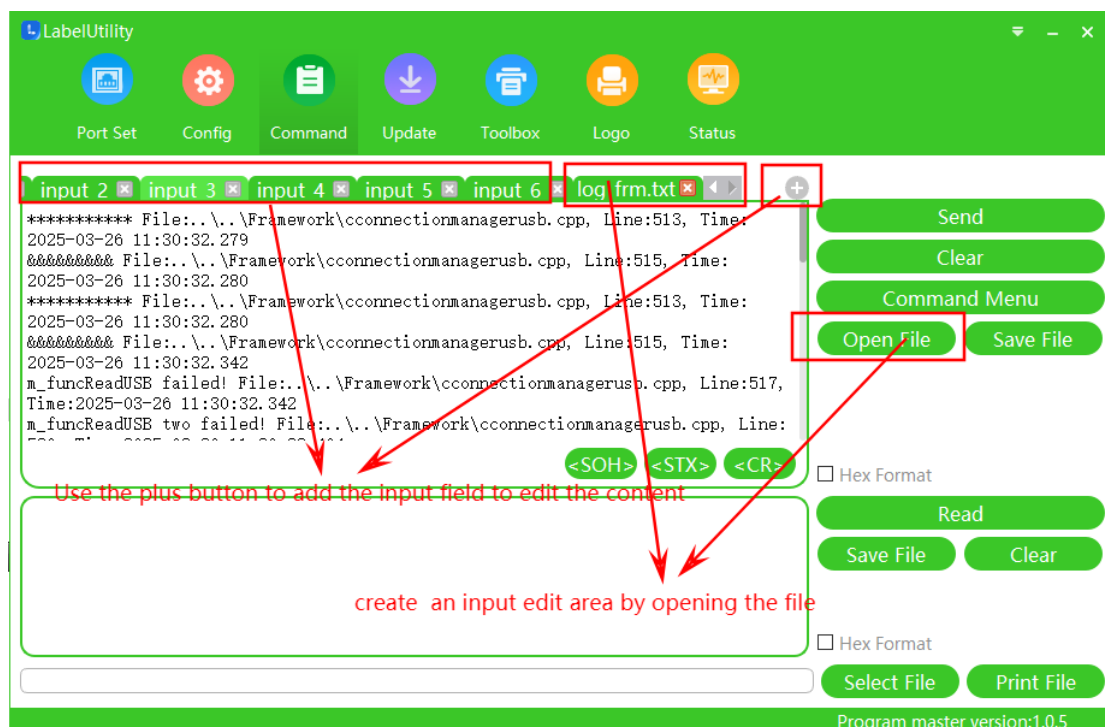 LabelUtility
Port Set
Config
Command
Update
Toolbox
Logo
Status
input 2
input 3
input 4
input 5
input 6
log frm.txt
*********** File:..\..\Framework\cconnectionmanagerusb.cpp, Line:513, Time:
2025-03-26 11:30:32.279
&&&&&&&&& File:..\..\Framework\cconnectionmanagerusb.cpp, Line:515, Time:
2025-03-26 11:30:32.280
*********** File:..\..\Framework\cconnectionmanagerusb.cpp, Line:513, Time:
2025-03-26 11:30:32.280
&&&&&&&&& File:..\..\Framework\cconnectionmanagerusb.cpp, Line:515, Time:
2025-03-26 11:30:32.342
m_funcReadUSB failed! File:..\..\Framework\cconnectionmanagerusb.cpp, Line:517,
Time:2025-03-26 11:30:32.342
m_funcReadUSB two failed! File:..\..\Framework\cconnectionmanagerusb.cpp, Line:
<SOH>
<STX>
<CR>
Send
Clear
Command Menu
Open File
Save File
Hex Format
Use the plus button to add the input field to edit the content
Read
Save File
Clear
create an input edit area by opening the file
Hex Format
Select File
Print File
Program master version:1.0.5